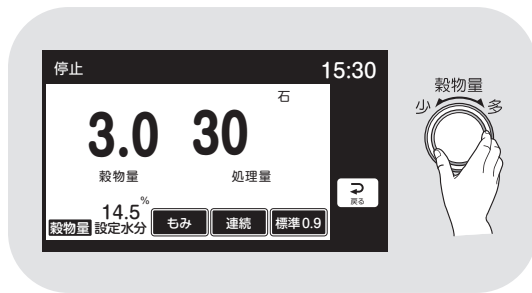 停止 15:30
石
3.0 30
穀物量 処理量
14.5%
穀物量 設定水分 もみ 連続 標準0.9
戻る
穀物量
少 多